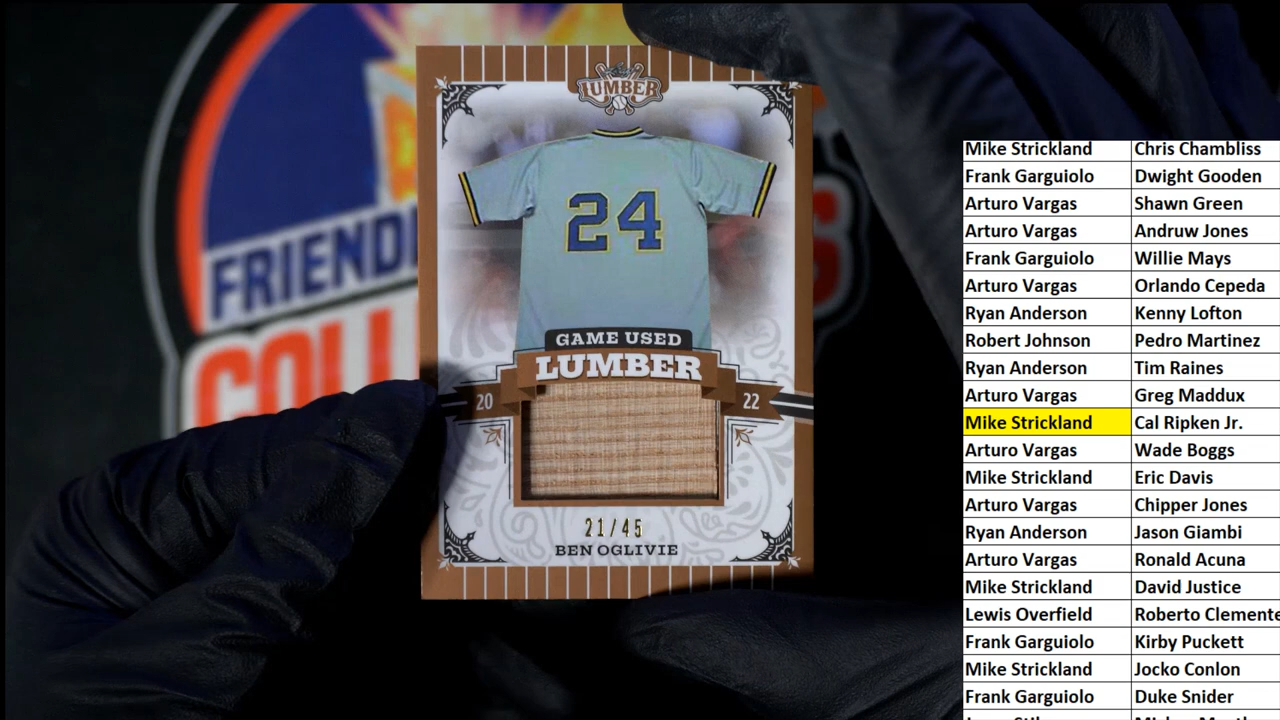 LUMBER
24
GAME USED
LUMBER
20 22
21/45
BEN OGLIVIE
FRIEND
COLL
S
Mike Strickland Chris Chambliss
Frank Garguiolo Dwight Gooden
Arturo Vargas Shawn Green
Arturo Vargas Andruw Jones
Frank Garguiolo Willie Mays
Arturo Vargas Orlando Cepeda
Ryan Anderson Kenny Lofton
Robert Johnson Pedro Martinez
Ryan Anderson Tim Raines
Arturo Vargas Greg Maddux
Mike Strickland Cal Ripken Jr.
Arturo Vargas Wade Boggs
Mike Strickland Eric Davis
Arturo Vargas Chipper Jones
Ryan Anderson Jason Giambi
Arturo Vargas Ronald Acuna
Mike Strickland David Justice
Lewis Overfield Roberto Clemente
Frank Garguiolo Kirby Puckett
Mike Strickland Jocko Conlon
Frank Garguiolo Duke Snider